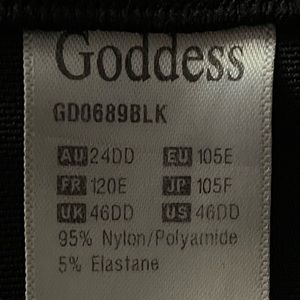 Goddess
GD0689BLK
AU 24DD EU 105E
FR 120E JP 105F
UK 46DD US 46DD
95% Nylon/Polyamide
5% Elastane